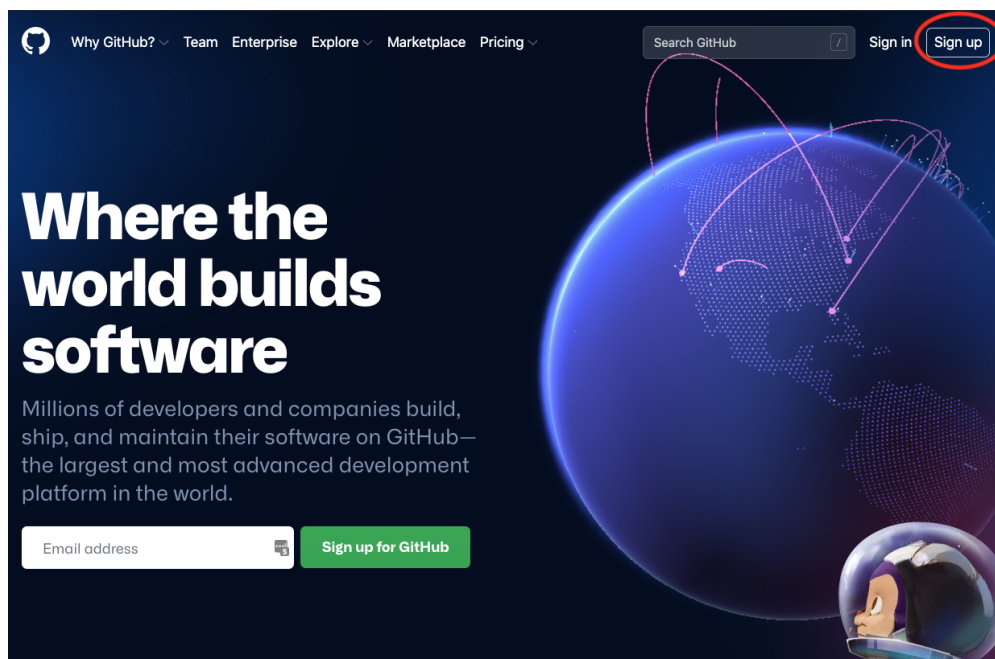 Why GitHub? Team Enterprise Explore Marketplace Pricing Search GitHub / Sign in Sign up
Where the
world builds
software
Millions of developers and companies build,
ship, and maintain their software on GitHub—
the largest and most advanced development
platform in the world.
Email address Sign up for GitHub